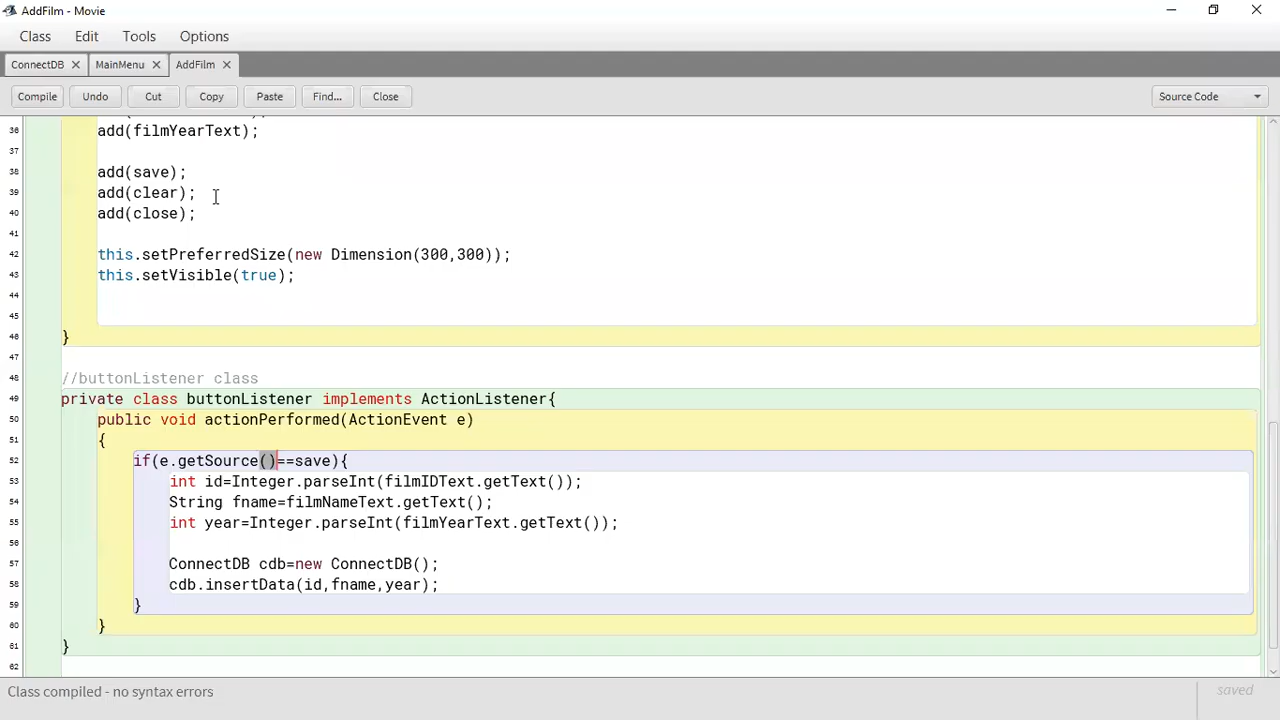 AddFilm - Movie
Class Edit Tools Options
ConnectDB MainMenu AddFilm
Compile Undo Cut Copy Paste Find... Close Source Code
36 add(filmYearText);
37
38 add(save);
39 add(clear);
40 add(close);
41
42 this.setPreferredSize(new Dimension(300,300));
43 this.setVisible(true);
44
45
46 }
47
48 //buttonListener class
49 private class buttonListener implements ActionListener{
50 public void actionPerformed(ActionEvent e)
51 {
52 if(e.getSource()==save){
53 int id=Integer.parseInt(filmIDText.getText());
54 String fname=filmNameText.getText();
55 int year=Integer.parseInt(filmYearText.getText());
56
57 ConnectDB cdb=new ConnectDB();
58 cdb.insertData(id,fname,year);
59 }
60 }
61 }
62
Class compiled - no syntax errors
saved